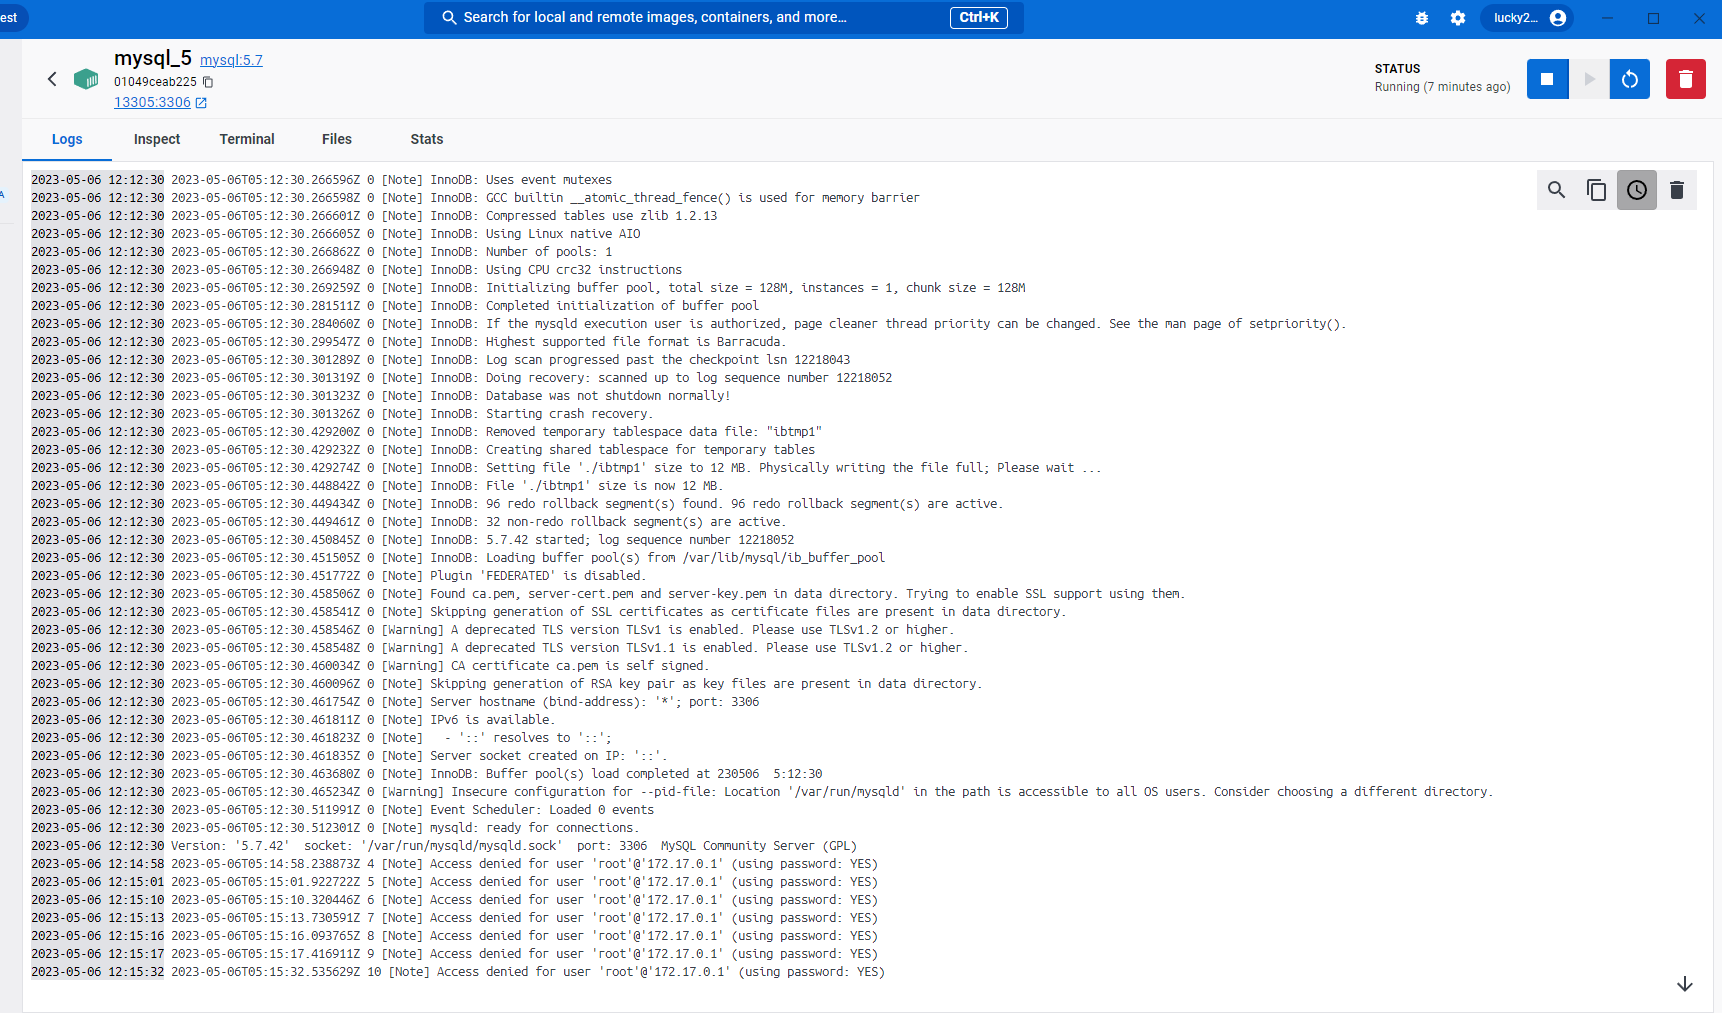 est
Search for local and remote images, containers, and more...
Ctrl+K
lucky2...
mysql_5 mysql:5.7
01049ceab225
13305:3306
STATUS
Running (7 minutes ago)
Logs Inspect Terminal Files Stats
A
2023-05-06 12:12:30 2023-05-06T05:12:30.266596Z 0 [Note] InnoDB: Uses event mutexes
2023-05-06 12:12:30 2023-05-06T05:12:30.266598Z 0 [Note] InnoDB: GCC builtin __atomic_thread_fence() is used for memory barrier
2023-05-06 12:12:30 2023-05-06T05:12:30.266601Z 0 [Note] InnoDB: Compressed tables use zlib 1.2.13
2023-05-06 12:12:30 2023-05-06T05:12:30.266605Z 0 [Note] InnoDB: Using Linux native AIO
2023-05-06 12:12:30 2023-05-06T05:12:30.266862Z 0 [Note] InnoDB: Number of pools: 1
2023-05-06 12:12:30 2023-05-06T05:12:30.266948Z 0 [Note] InnoDB: Using CPU crc32 instructions
2023-05-06 12:12:30 2023-05-06T05:12:30.269259Z 0 [Note] InnoDB: Initializing buffer pool, total size = 128M, instances = 1, chunk size = 128M
2023-05-06 12:12:30 2023-05-06T05:12:30.281511Z 0 [Note] InnoDB: Completed initialization of buffer pool
2023-05-06 12:12:30 2023-05-06T05:12:30.284060Z 0 [Note] InnoDB: If the mysqld execution user is authorized, page cleaner thread priority can be changed. See the man page of setpriority().
2023-05-06 12:12:30 2023-05-06T05:12:30.299547Z 0 [Note] InnoDB: Highest supported file format is Barracuda.
2023-05-06 12:12:30 2023-05-06T05:12:30.301289Z 0 [Note] InnoDB: Log scan progressed past the checkpoint lsn 12218043
2023-05-06 12:12:30 2023-05-06T05:12:30.301319Z 0 [Note] InnoDB: Doing recovery: scanned up to log sequence number 12218052
2023-05-06 12:12:30 2023-05-06T05:12:30.301323Z 0 [Note] InnoDB: Database was not shutdown normally!
2023-05-06 12:12:30 2023-05-06T05:12:30.301326Z 0 [Note] InnoDB: Starting crash recovery.
2023-05-06 12:12:30 2023-05-06T05:12:30.429200Z 0 [Note] InnoDB: Removed temporary tablespace data file: "ibtmp1"
2023-05-06 12:12:30 2023-05-06T05:12:30.429232Z 0 [Note] InnoDB: Creating shared tablespace for temporary tables
2023-05-06 12:12:30 2023-05-06T05:12:30.429274Z 0 [Note] InnoDB: Setting file './ibtmp1' size to 12 MB. Physically writing the file full; Please wait ...
2023-05-06 12:12:30 2023-05-06T05:12:30.448842Z 0 [Note] InnoDB: File './ibtmp1' size is now 12 MB.
2023-05-06 12:12:30 2023-05-06T05:12:30.449434Z 0 [Note] InnoDB: 96 redo rollback segment(s) found. 96 redo rollback segment(s) are active.
2023-05-06 12:12:30 2023-05-06T05:12:30.449461Z 0 [Note] InnoDB: 32 non-redo rollback segment(s) are active.
2023-05-06 12:12:30 2023-05-06T05:12:30.450845Z 0 [Note] InnoDB: 5.7.42 started; log sequence number 12218052
2023-05-06 12:12:30 2023-05-06T05:12:30.451505Z 0 [Note] InnoDB: Loading buffer pool(s) from /var/lib/mysql/ib_buffer_pool
2023-05-06 12:12:30 2023-05-06T05:12:30.451772Z 0 [Note] Plugin 'FEDERATED' is disabled.
2023-05-06 12:12:30 2023-05-06T05:12:30.458506Z 0 [Note] Found ca.pem, server-cert.pem and server-key.pem in data directory. Trying to enable SSL support using them.
2023-05-06 12:12:30 2023-05-06T05:12:30.458541Z 0 [Note] Skipping generation of SSL certificates as certificate files are present in data directory.
2023-05-06 12:12:30 2023-05-06T05:12:30.458546Z 0 [Warning] A deprecated TLS version TLSv1 is enabled. Please use TLSv1.2 or higher.
2023-05-06 12:12:30 2023-05-06T05:12:30.458548Z 0 [Warning] A deprecated TLS version TLSv1.1 is enabled. Please use TLSv1.2 or higher.
2023-05-06 12:12:30 2023-05-06T05:12:30.460034Z 0 [Warning] CA certificate ca.pem is self signed.
2023-05-06 12:12:30 2023-05-06T05:12:30.460096Z 0 [Note] Skipping generation of RSA key pair as key files are present in data directory.
2023-05-06 12:12:30 2023-05-06T05:12:30.461754Z 0 [Note] Server hostname (bind-address): '*'; port: 3306
2023-05-06 12:12:30 2023-05-06T05:12:30.461811Z 0 [Note] IPv6 is available.
2023-05-06 12:12:30 2023-05-06T05:12:30.461823Z 0 [Note]   - '::' resolves to '::';
2023-05-06 12:12:30 2023-05-06T05:12:30.461835Z 0 [Note] Server socket created on IP: '::'.
2023-05-06 12:12:30 2023-05-06T05:12:30.463680Z 0 [Note] InnoDB: Buffer pool(s) load completed at 230506  5:12:30
2023-05-06 12:12:30 2023-05-06T05:12:30.465234Z 0 [Warning] Insecure configuration for --pid-file: Location '/var/run/mysqld' in the path is accessible to all OS users. Consider choosing a different directory.
2023-05-06 12:12:30 2023-05-06T05:12:30.511991Z 0 [Note] Event Scheduler: Loaded 0 events
2023-05-06 12:12:30 2023-05-06T05:12:30.512301Z 0 [Note] mysqld: ready for connections.
2023-05-06 12:12:30 Version: '5.7.42'  socket: '/var/run/mysqld/mysqld.sock'  port: 3306  MySQL Community Server (GPL)
2023-05-06 12:14:58 2023-05-06T05:14:58.238873Z 4 [Note] Access denied for user 'root'@'172.17.0.1' (using password: YES)
2023-05-06 12:15:01 2023-05-06T05:15:01.922722Z 5 [Note] Access denied for user 'root'@'172.17.0.1' (using password: YES)
2023-05-06 12:15:10 2023-05-06T05:15:10.320446Z 6 [Note] Access denied for user 'root'@'172.17.0.1' (using password: YES)
2023-05-06 12:15:13 2023-05-06T05:15:13.730591Z 7 [Note] Access denied for user 'root'@'172.17.0.1' (using password: YES)
2023-05-06 12:15:16 2023-05-06T05:15:16.093765Z 8 [Note] Access denied for user 'root'@'172.17.0.1' (using password: YES)
2023-05-06 12:15:17 2023-05-06T05:15:17.416911Z 9 [Note] Access denied for user 'root'@'172.17.0.1' (using password: YES)
2023-05-06 12:15:32 2023-05-06T05:15:32.535629Z 10 [Note] Access denied for user 'root'@'172.17.0.1' (using password: YES)